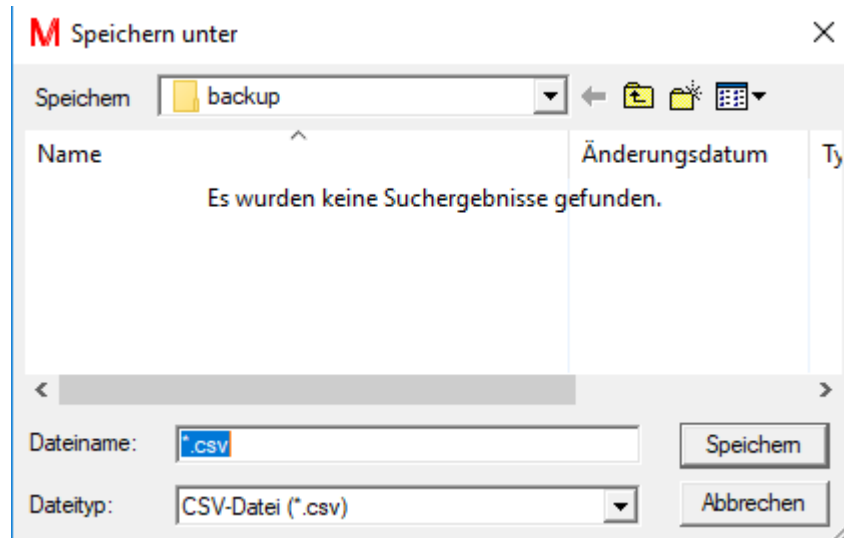 M Speichern unter
Speichern backup
Name Änderungsdatum Ty
Es wurden keine Suchergebnisse gefunden.
Dateiname: *.csv Speichern
Dateityp: CSV-Datei (*.csv) Abbrechen